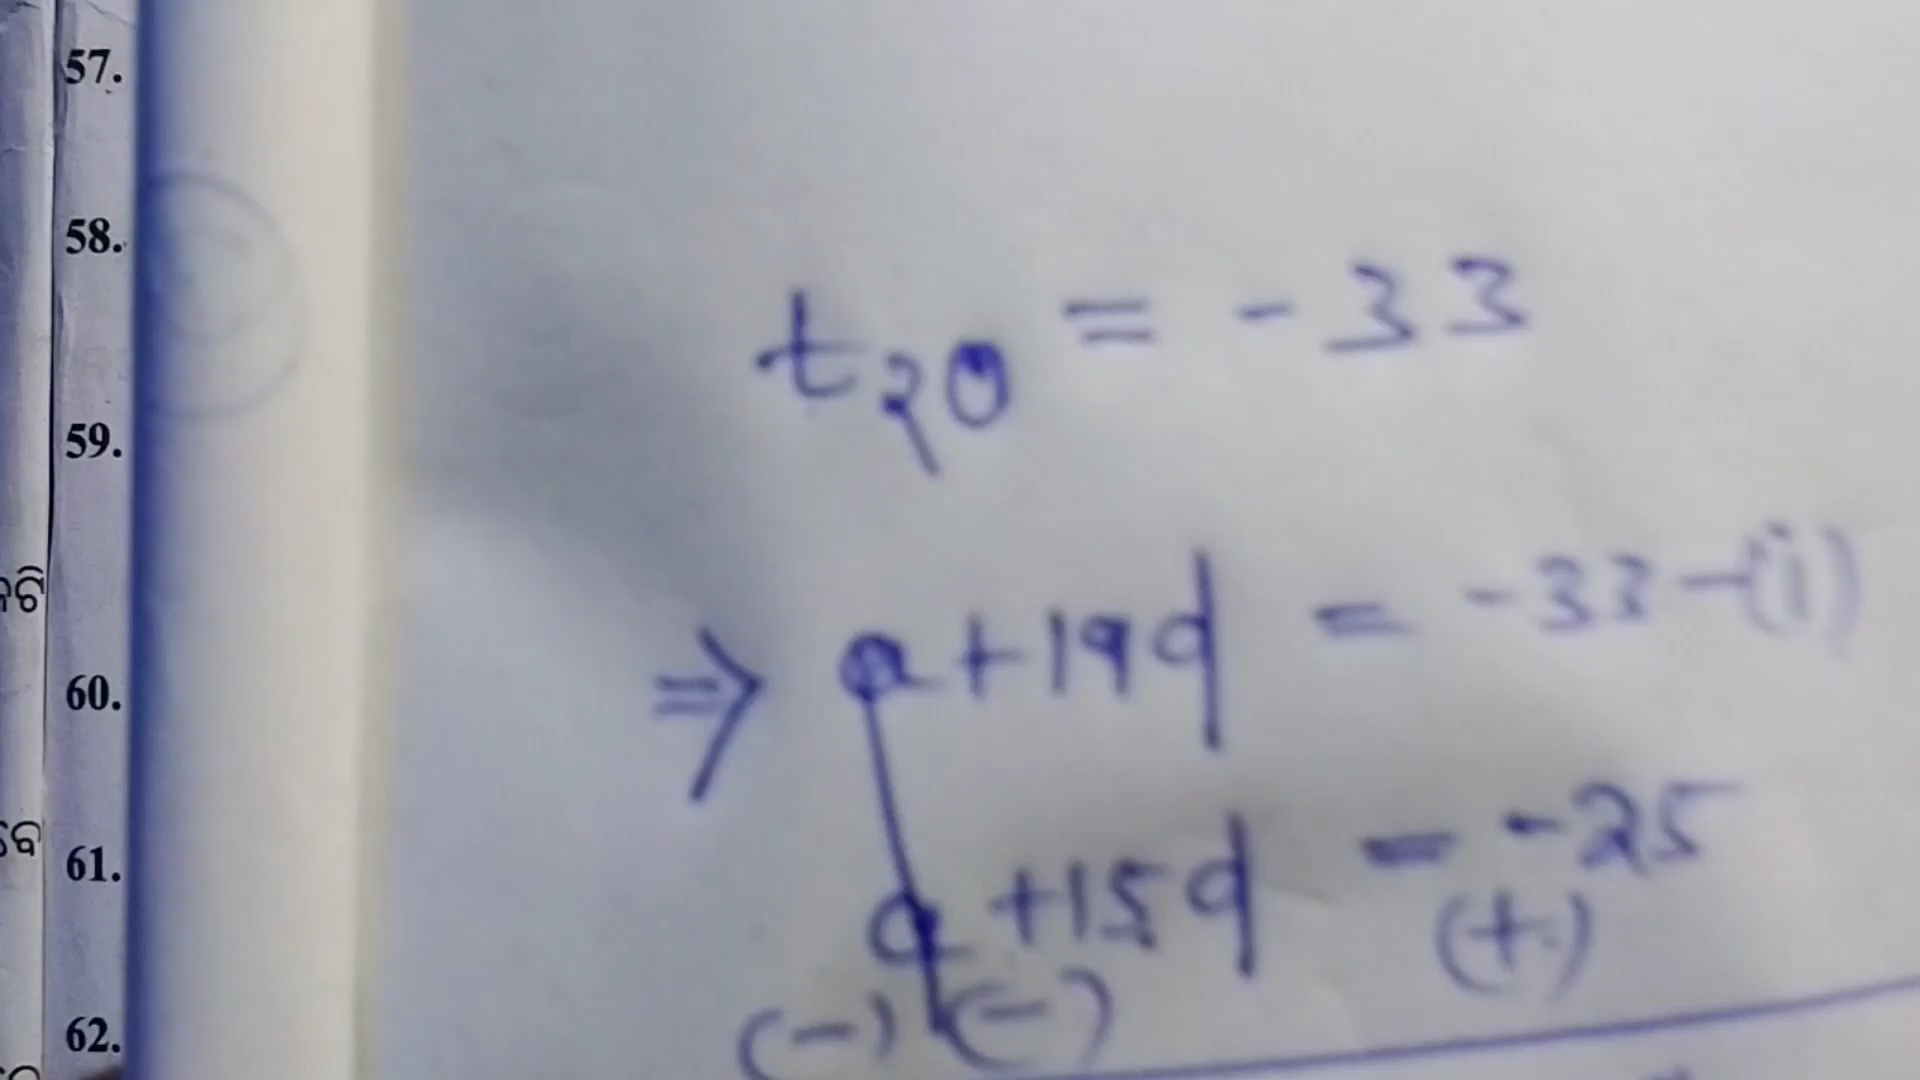 57.
58.
59.
60.
61.
62.
t₂₀ = -33
⇒ a+19d = -33 -(i)
a +15d = -25
(-) (-) (+)